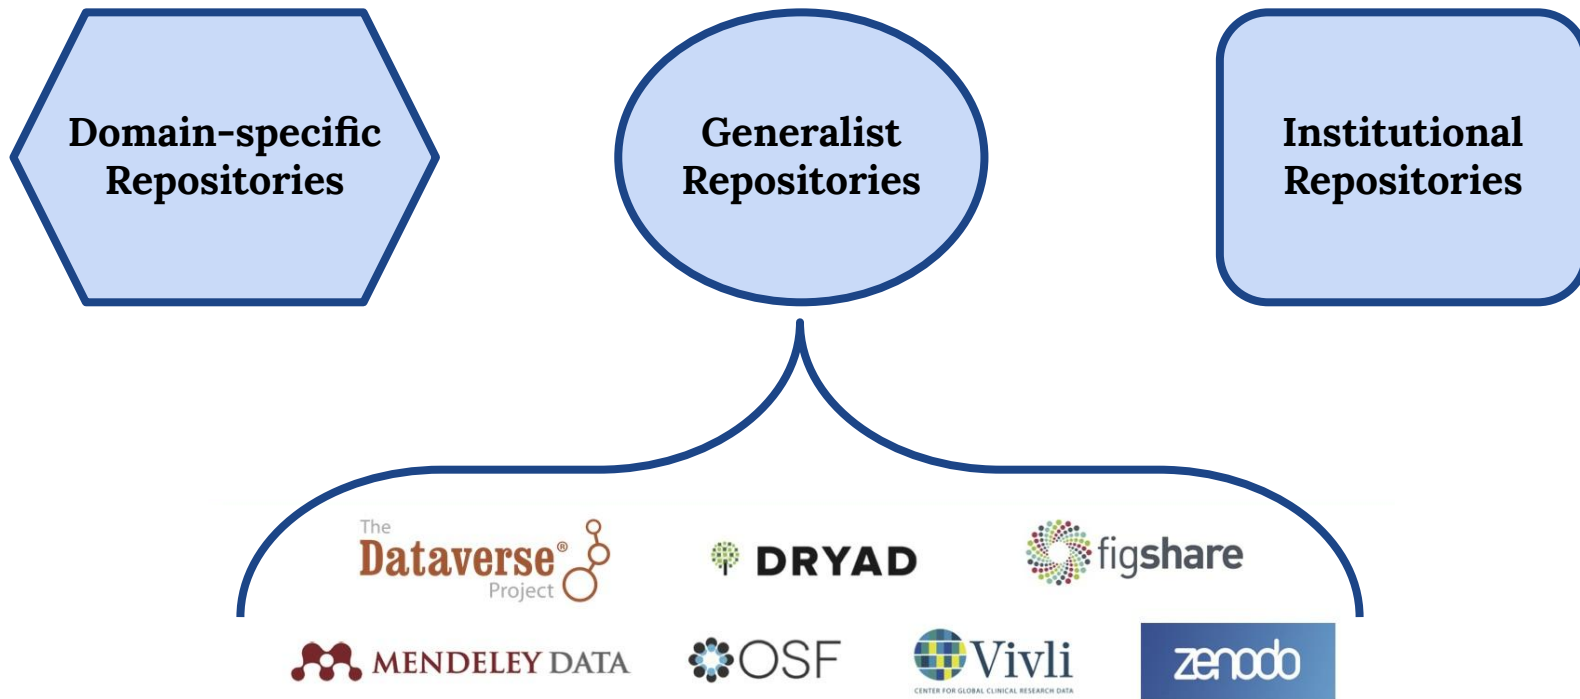 Domain-specific
Repositories
Generalist
Repositories
Institutional
Repositories
The
Dataverse®
Project
DRYAD
figshare
MENDELEY DATA
OSF
Vivli
CENTER FOR GLOBAL CLINICAL RESEARCH DATA
zenodo